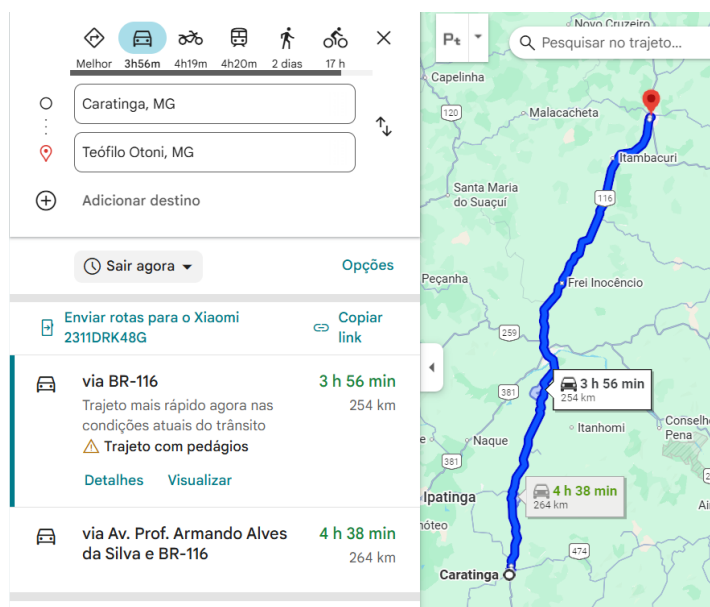 Melhor
3h56m
4h19m
4h20m
2 dias
17 h
Caratinga, MG
Teófilo Otoni, MG
Adicionar destino
Sair agora
Opções
Enviar rotas para o Xiaomi
2311DRK48G
Copiar
link
via BR-116
3 h 56 min
Trajeto mais rápido agora nas
254 km
condições atuais do trânsito
Trajeto com pedágios
Detalhes
Visualizar
via Av. Prof. Armando Alves
4 h 38 min
da Silva e BR-116
264 km
Novo Cruzeiro
Pesquisar no trajeto...
Capelinha
120
Malacacheta
Itambacuri
Santa Maria
do Suaçuí
116
Peçanha
Frei Inocêncio
259
3 h 56 min
254 km
381
Itanhomi
Conselh
Pena
Naque
381
Ipatinga
4 h 38 min
264 km
móteo
Ai
474
Caratinga